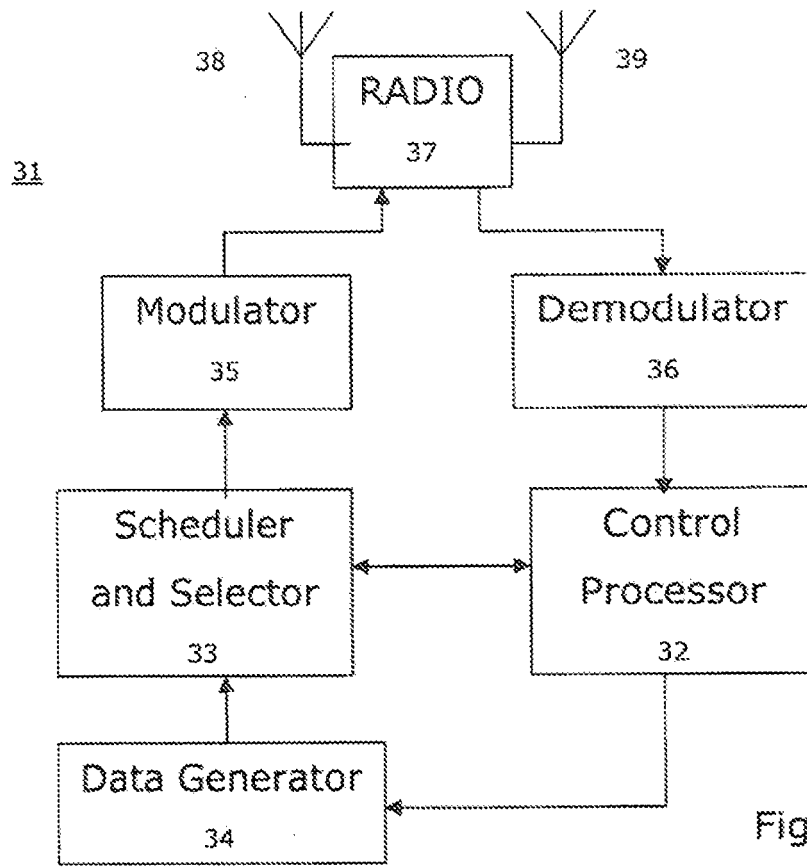 38
39
RADIO
37
31
Modulator
35
Demodulator
36
Scheduler
and Selector
33
Control
Processor
32
Data Generator
34
Fig